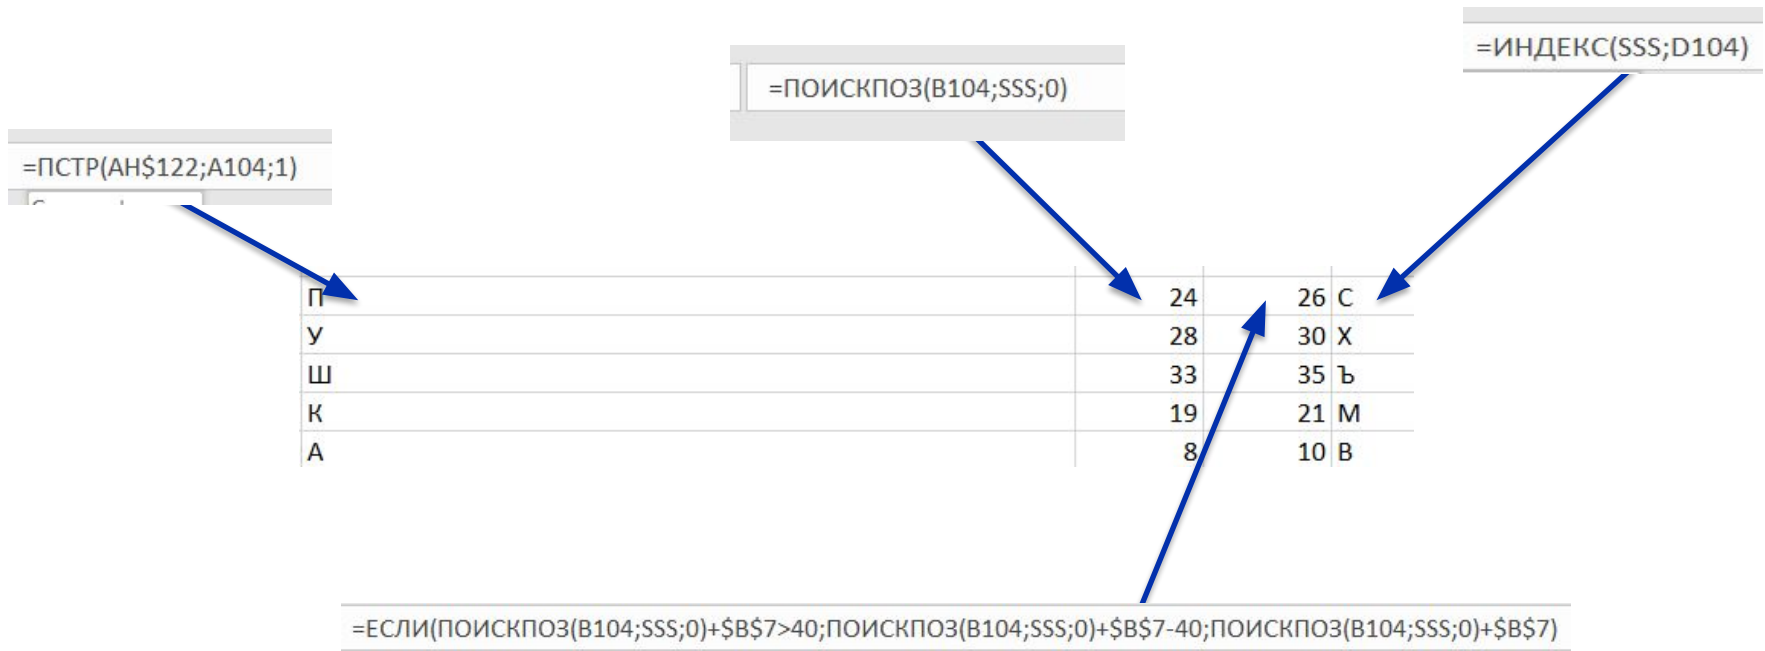 =ИНДЕКС(SSS;D104)
=ПОИСКПОЗ(B104;SSS;0)
=ПСТР(AH$122;A104;1)
П 24 26 С
У 28 30 Х
Ш 33 35 Ъ
К 19 21 М
А 8 10 В
=ЕСЛИ(ПОИСКПОЗ(B104;SSS;0)+$B$7>40;ПОИСКПОЗ(B104;SSS;0)+$B$7-40;ПОИСКПОЗ(B104;SSS;0)+$B$7)